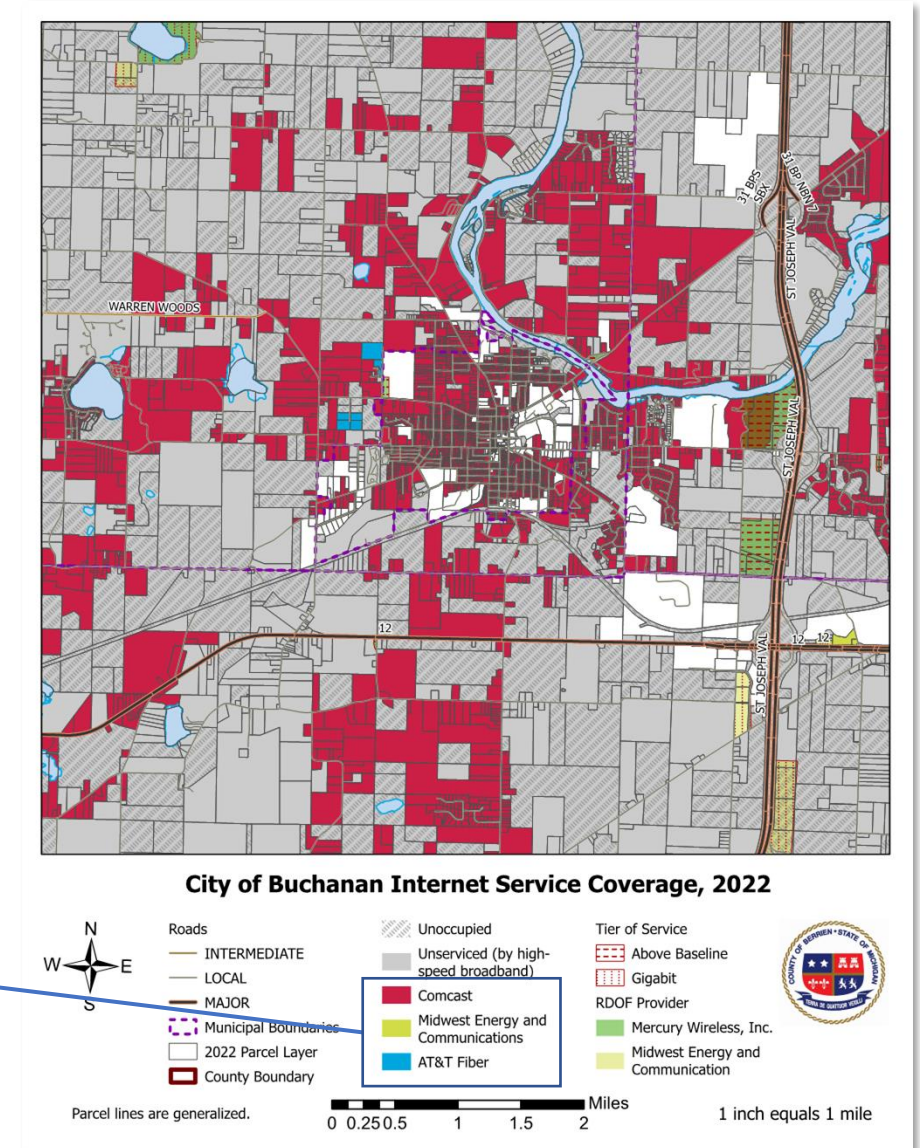 31 BPS
SBX
31 BP NBN 7
ST JOSEPH VAL
WARREN WOODS
ST JOSEPH VAL
12
12
12
ST JOSEPH VAL
City of Buchanan Internet Service Coverage, 2022
N
W
E
S
Roads
INTERMEDIATE
LOCAL
MAJOR
Municipal Boundaries
2022 Parcel Layer
County Boundary
Unoccupied
Unserviced (by high-
speed broadband)
Comcast
Midwest Energy and
Communications
AT&T Fiber
Tier of Service
Above Baseline
Gigabit
RDOF Provider
Mercury Wireless, Inc.
Midwest Energy and
Communication
COUNTY OF BERRIEN • STATE OF MICHIGAN
Parcel lines are generalized.
Miles
0 0.25 0.5 1 1.5 2
1 inch equals 1 mile